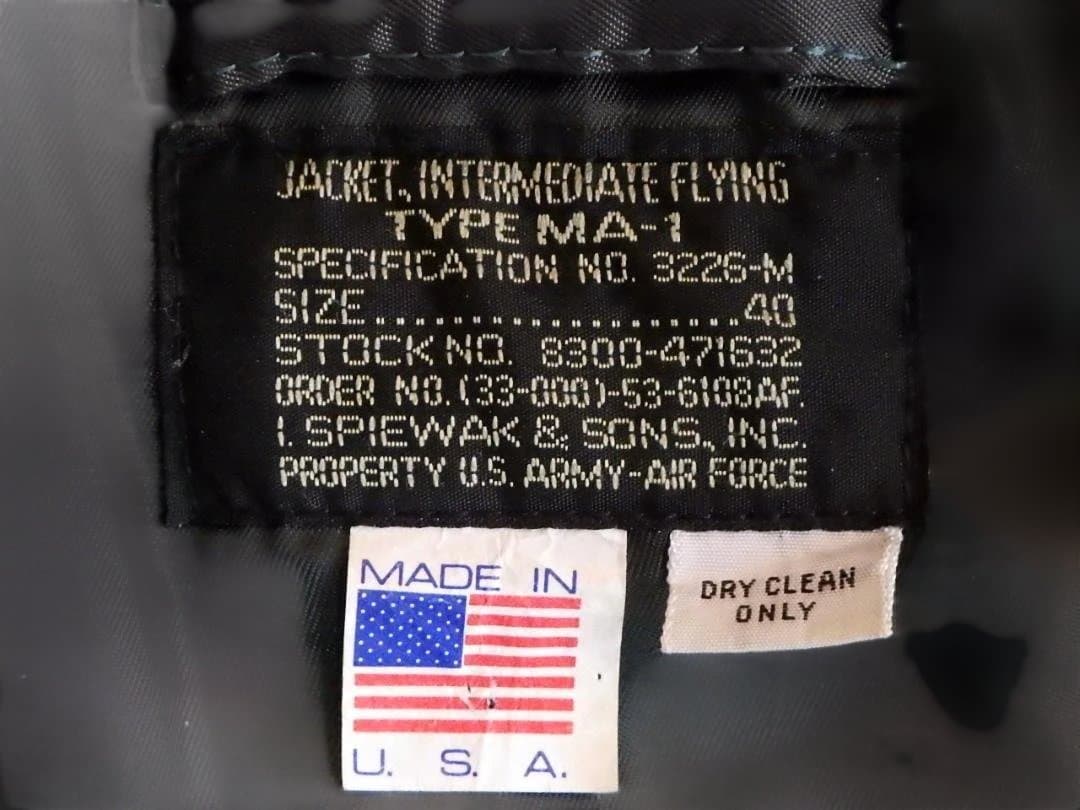 JACKET, INTERMEDIATE FLYING
TYPE MA-1
SPECIFICATION NO. 3226-M
SIZE....................40
STOCK NO. 8300-471632
ORDER NO. (33-000)-53-6108AF.
I. SPIEWAK & SONS, INC.
PROPERTY U.S. ARMY-AIR FORCE
MADE IN
U. S. A.
DRY CLEAN
ONLY